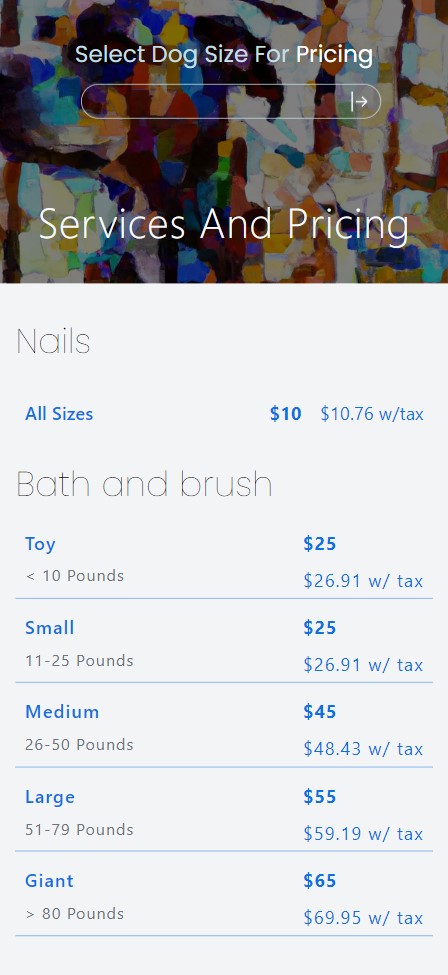 Select Dog Size For Pricing
Services And Pricing
Nails
All Sizes $10 $10.76 w/tax
Bath and brush
Toy $25
< 10 Pounds $26.91 w/ tax
Small $25
11-25 Pounds $26.91 w/ tax
Medium $45
26-50 Pounds $48.43 w/ tax
Large $55
51-79 Pounds $59.19 w/ tax
Giant $65
> 80 Pounds $69.95 w/ tax